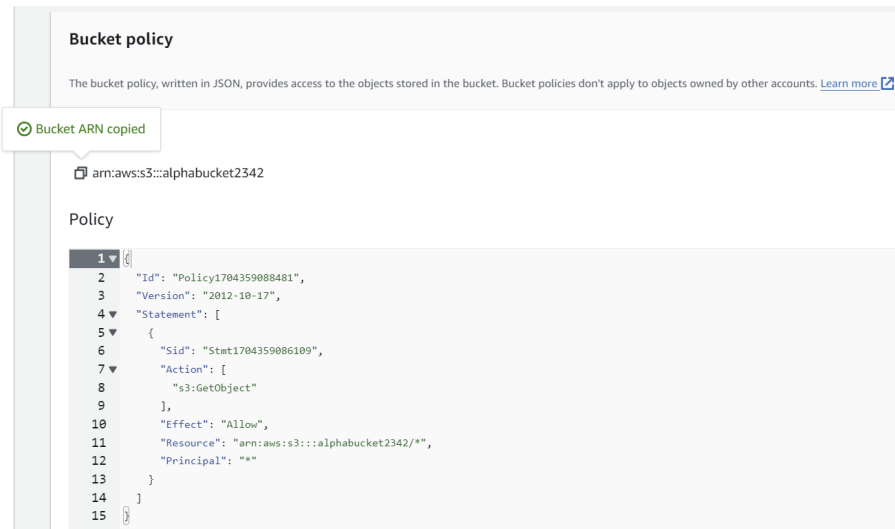 Bucket policy
The bucket policy, written in JSON, provides access to the objects stored in the bucket. Bucket policies don't apply to objects owned by other accounts. Learn more
Bucket ARN copied
arn:aws:s3:::alphabucket2342
Policy
1 {
2 "Id": "Policy1704359088481",
3 "Version": "2012-10-17",
4 "Statement": [
5 {
6 "Sid": "Stmt1704359086109",
7 "Action": [
8 "s3:GetObject"
9 ],
10 "Effect": "Allow",
11 "Resource": "arn:aws:s3:::alphabucket2342/*",
12 "Principal": "*"
13 }
14 ]
15 }